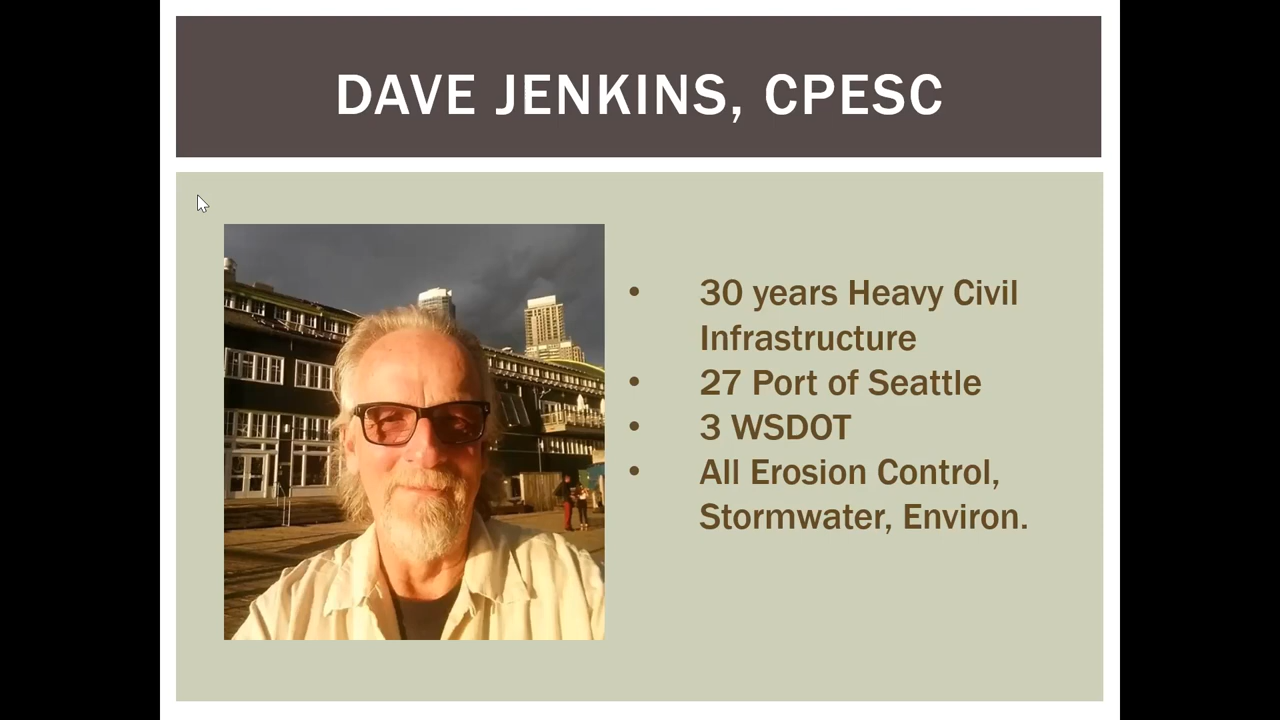 DAVE JENKINS, CPESC
• 30 years Heavy Civil
Infrastructure
• 27 Port of Seattle
• 3 WSDOT
• All Erosion Control,
Stormwater, Environ.